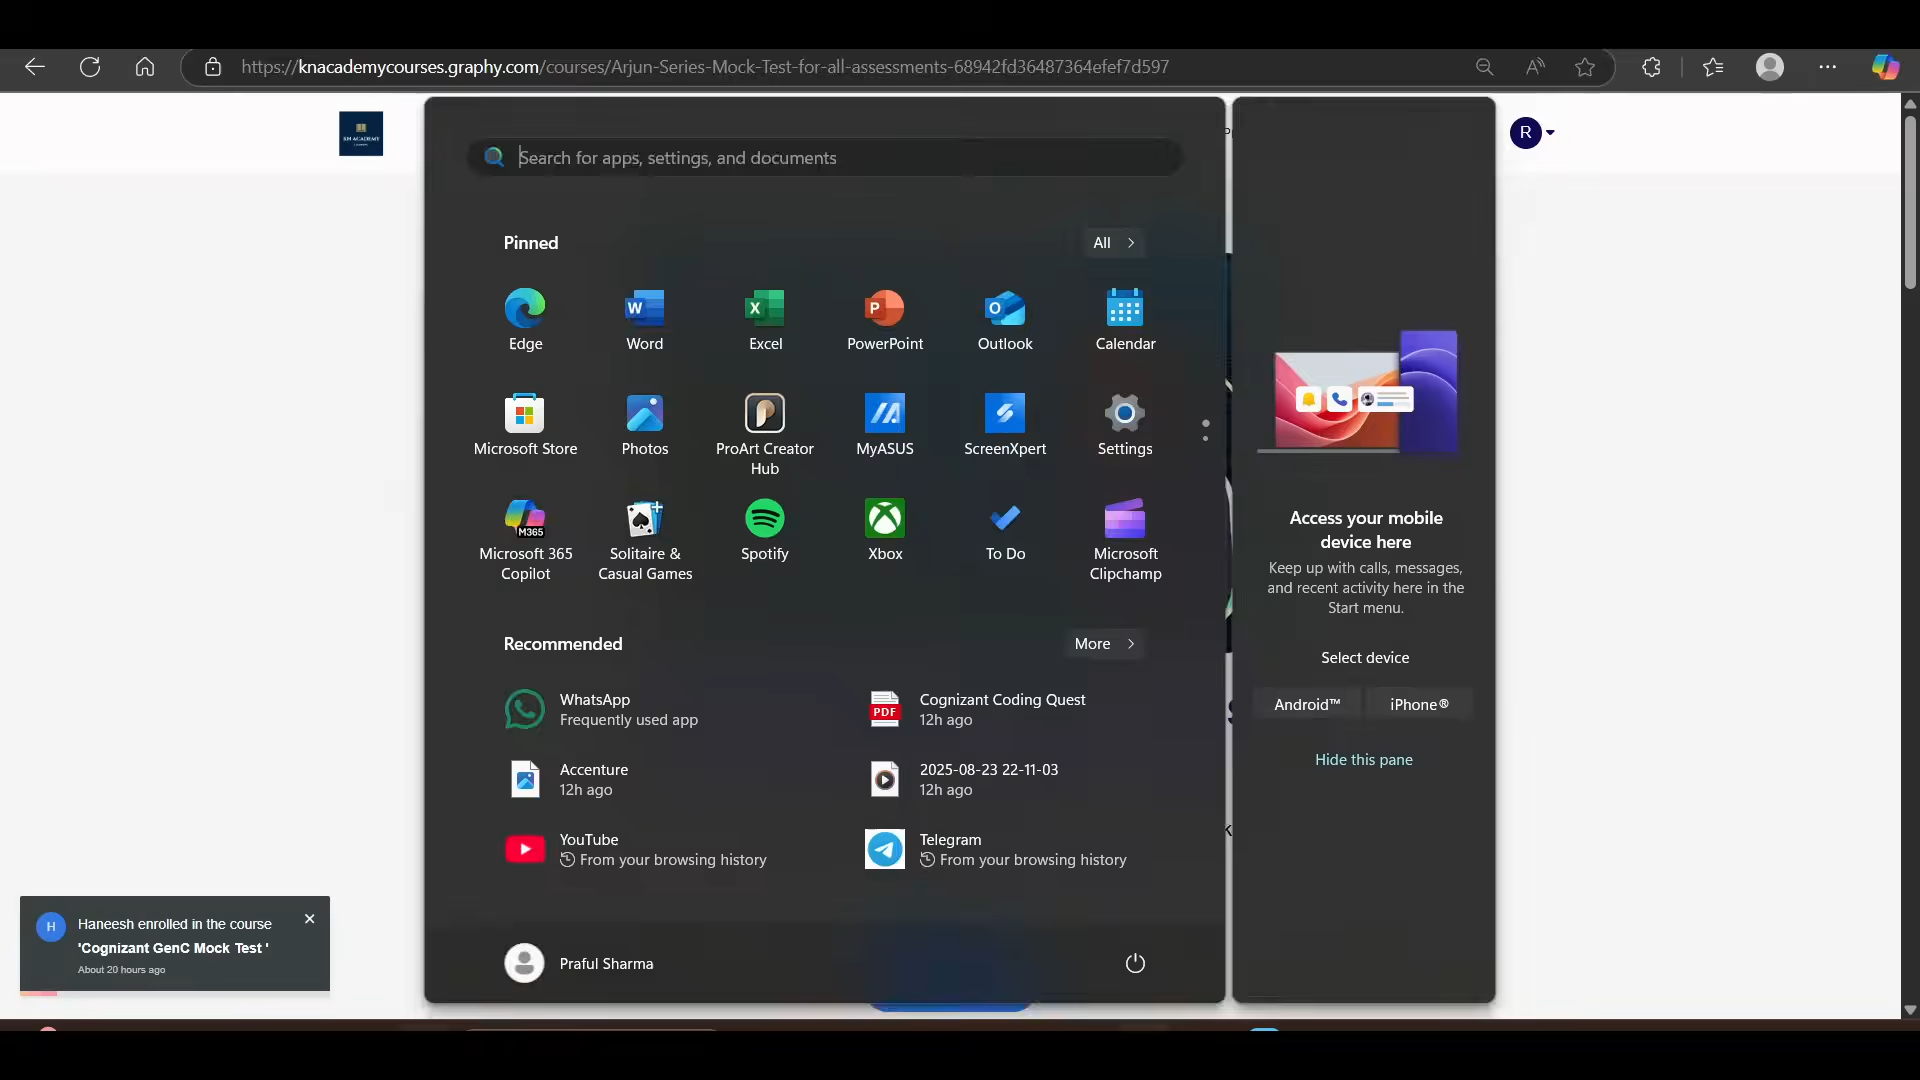 https://knacademycourses.graphy.com/courses/Arjun-Series-Mock-Test-for-all-assessments-68942fd36487364efef7d597
R
Search for apps, settings, and documents
Pinned
All
Edge
Word
Excel
PowerPoint
Outlook
Calendar
Microsoft Store
Photos
ProArt Creator
Hub
MyASUS
ScreenXpert
Settings
M365
Microsoft 365
Copilot
Solitaire &
Casual Games
Spotify
Xbox
To Do
Microsoft
Clipchamp
Recommended
More
WhatsApp
Frequently used app
PDF
Cognizant Coding Quest
12h ago
Accenture
12h ago
2025-08-23 22-11-03
12h ago
YouTube
From your browsing history
Telegram
From your browsing history
Praful Sharma
Access your mobile
device here
Keep up with calls, messages,
and recent activity here in the
Start menu.
Select device
Android™
iPhone®
Hide this pane
H
Haneesh enrolled in the course
'Cognizant GenC Mock Test '
About 20 hours ago